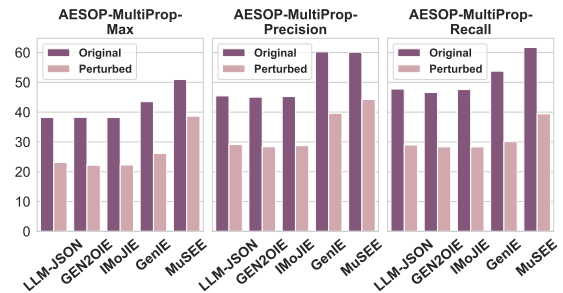 AESOP-MultiProp-
Max
AESOP-MultiProp-
Precision
AESOP-MultiProp-
Recall
Original
Perturbed
Original
Perturbed
Original
Perturbed
60
50
40
30
20
10
0
LLM-JSON
GEN2OIE
IMoJIE
GenIE
MuSEE
LLM-JSON
GEN2OIE
IMoJIE
GenIE
MuSEE
LLM-JSON
GEN2OIE
IMoJIE
GenIE
MuSEE